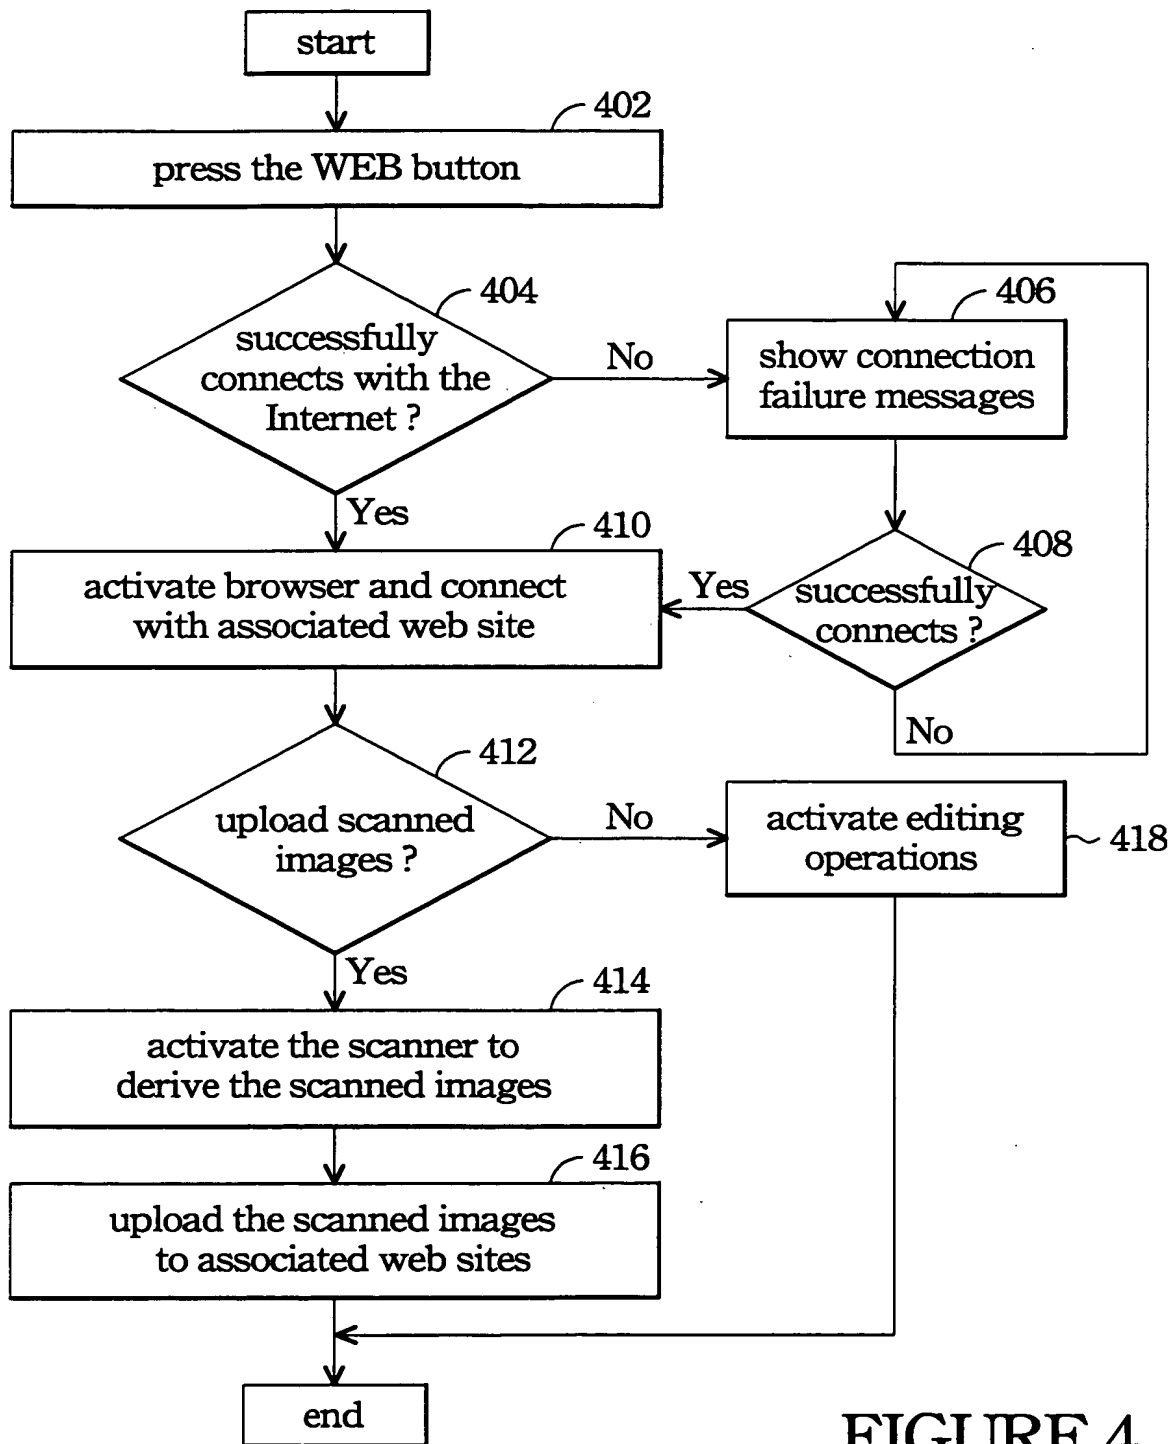 start
402
press the WEB button
404
successfully
connects with the
Internet ?
No
406
show connection
failure messages
Yes
410
activate browser and connect
with associated web site
Yes
408
successfully
connects ?
No
412
upload scanned
images ?
No
activate editing
operations
418
Yes
414
activate the scanner to
derive the scanned images
416
upload the scanned images
to associated web sites
end
FIGURE 4